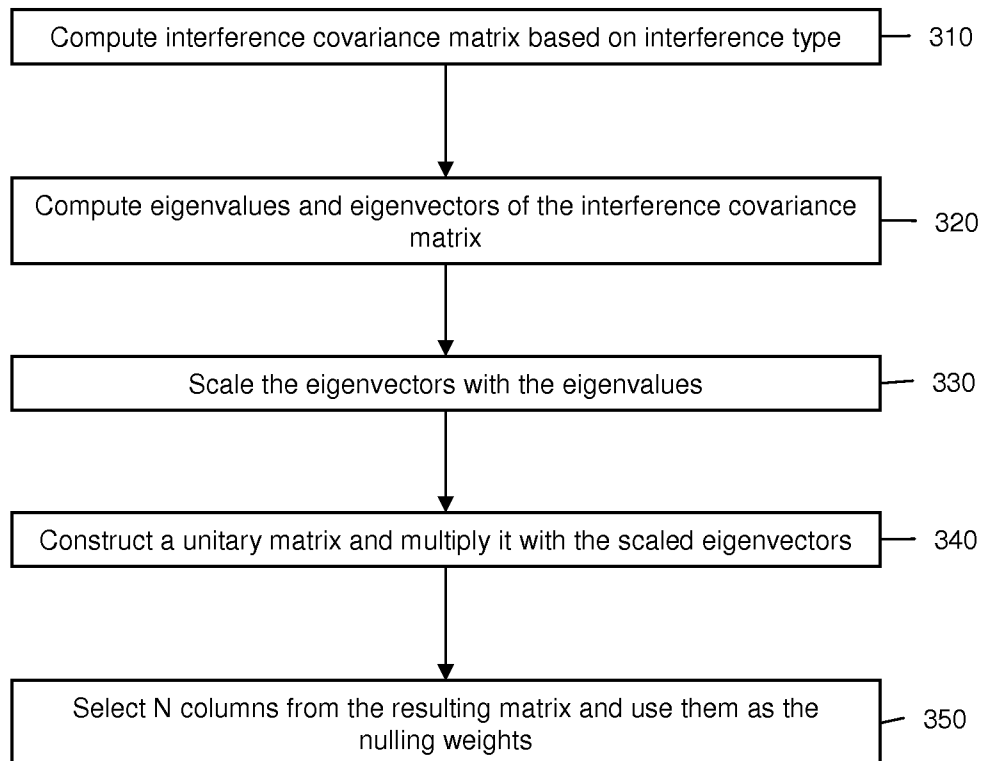 Compute interference covariance matrix based on interference type
310
Compute eigenvalues and eigenvectors of the interference covariance
matrix
320
Scale the eigenvectors with the eigenvalues
330
Construct a unitary matrix and multiply it with the scaled eigenvectors
340
Select N columns from the resulting matrix and use them as the
nulling weights
350